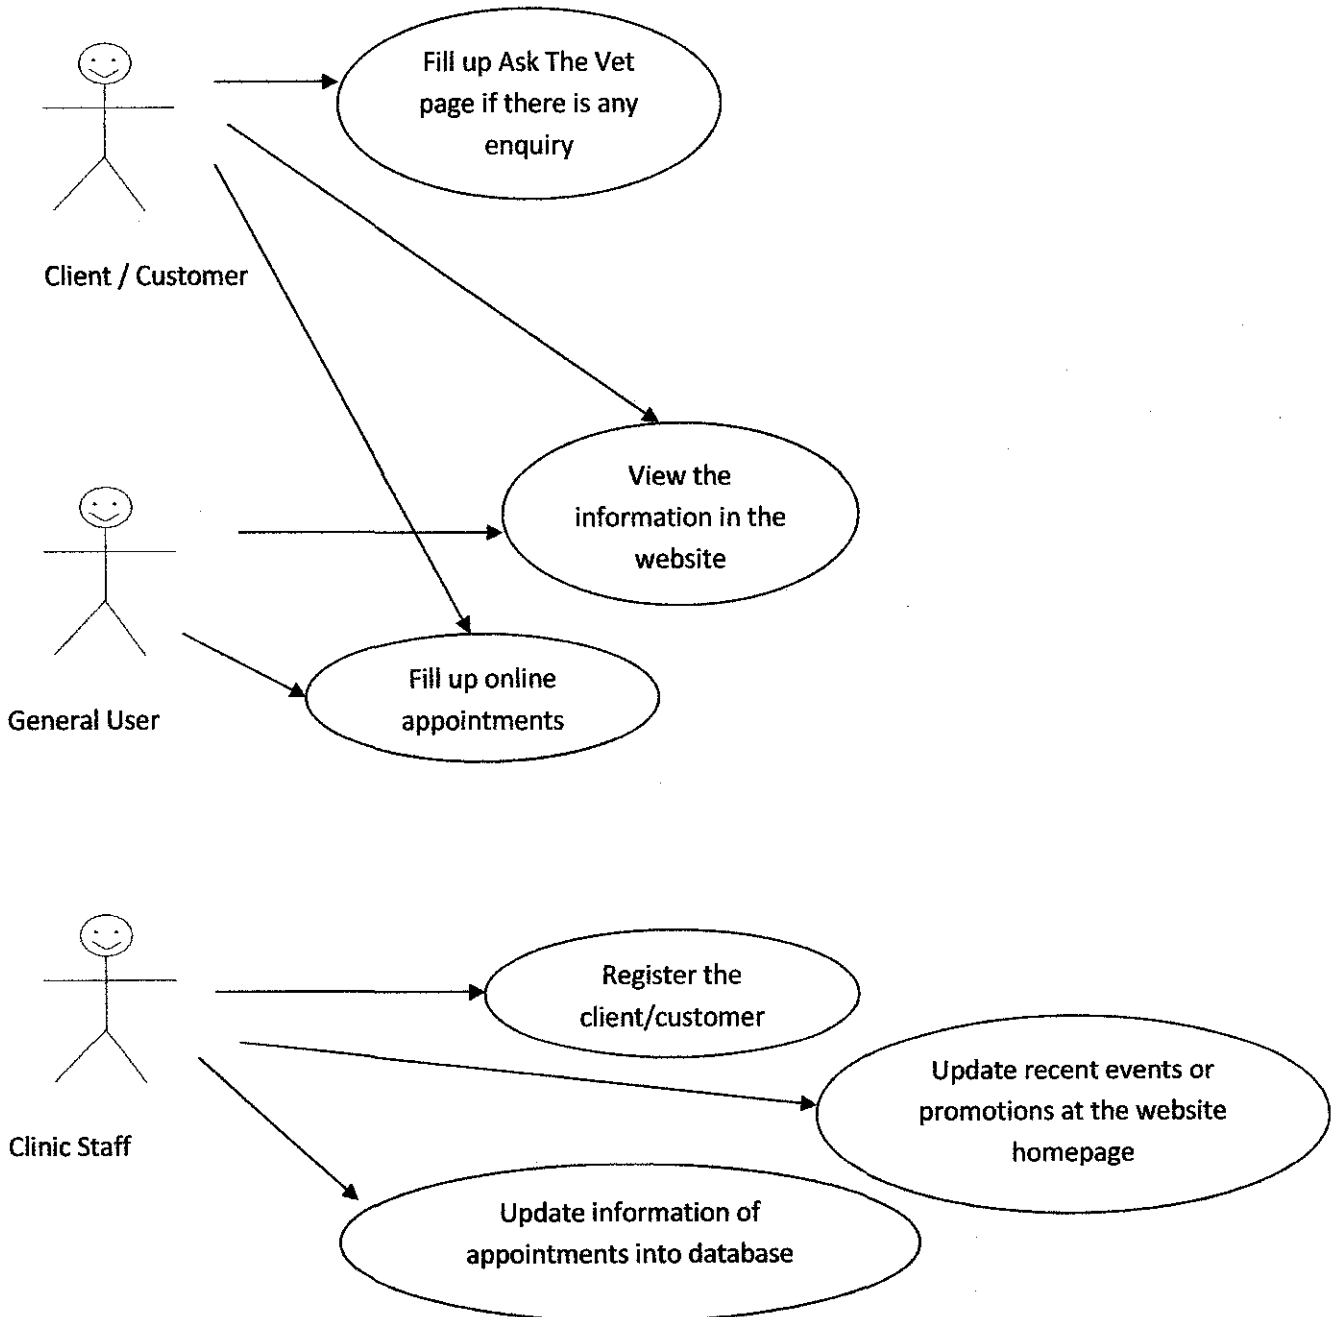 Fill up Ask The Vet
page if there is any
enquiry
Client / Customer
View the
information in the
website
Fill up online
appointments
General User
Register the
client/customer
Update recent events or
promotions at the website
homepage
Clinic Staff
Update information of
appointments into database